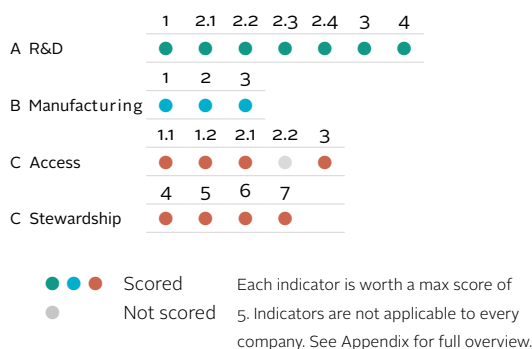 1 2.1 2.2 2.3 2.4 3 4
A R&D
1 2 3
B Manufacturing
1.1 1.2 2.1 2.2 3
C Access
4 5 6 7
C Stewardship
Scored Each indicator is worth a max score of
Not scored 5. Indicators are not applicable to every
company. See Appendix for full overview.